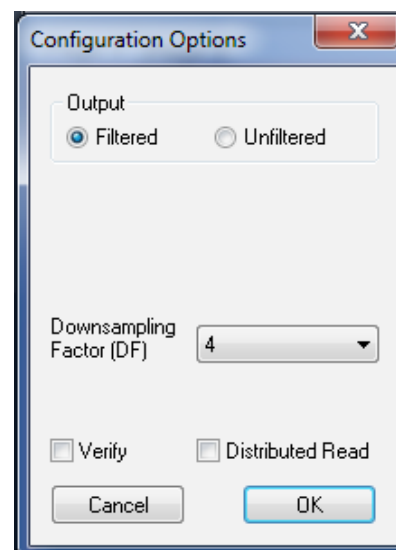 Configuration Options
Output
Filtered Unfiltered
Downsampling
Factor (DF)
4
Verify Distributed Read
Cancel OK